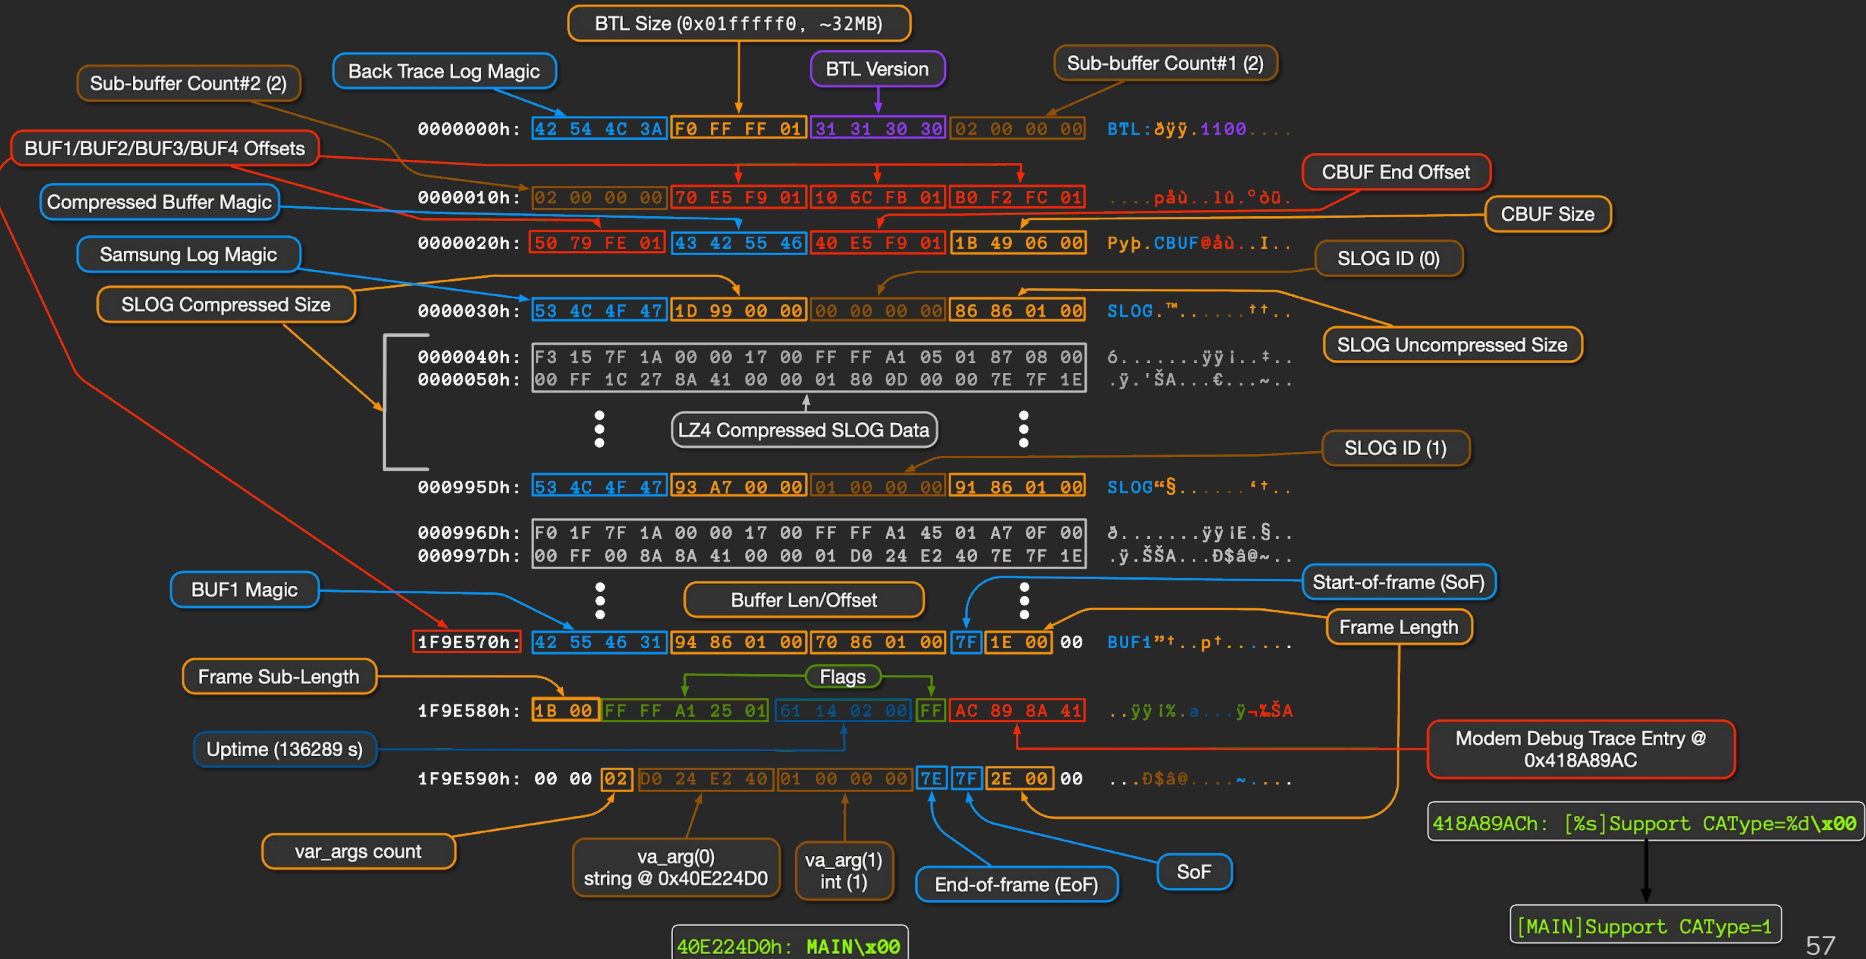 BTL Size (0x01fffff0, ~32MB)
Sub-buffer Count#2 (2)
Back Trace Log Magic
BTL Version
Sub-buffer Count#1 (2)
0000000h: 42 54 4C 3A F0 FF FF 01 31 31 30 30 02 00 00 00 BTL:ðÿÿ.1100....
BUF1/BUF2/BUF3/BUF4 Offsets
CBUF End Offset
0000010h: 02 00 00 00 70 E5 F9 01 10 6C FB 01 B0 F2 FC 01 ....påù..lû.°òü.
Compressed Buffer Magic
CBUF Size
0000020h: 50 79 FE 01 43 42 55 46 40 E5 F9 01 1B 49 06 00 Pyþ.CBUF@åù..I..
Samsung Log Magic
SLOG ID (0)
SLOG Compressed Size
0000030h: 53 4C 4F 47 1D 99 00 00 00 00 00 00 86 86 01 00 SLOG.™......††..
SLOG Uncompressed Size
0000040h: F3 15 7F 1A 00 00 17 00 FF FF A1 05 01 87 08 00 ó.......ÿÿ¡..‡..
0000050h: 00 FF 1C 27 8A 41 00 00 01 80 0D 00 00 7E 7F 1E .ÿ.'ŠA...€...~..
LZ4 Compressed SLOG Data
SLOG ID (1)
000995Dh: 53 4C 4F 47 93 A7 00 00 01 00 00 00 91 86 01 00 SLOG“§......‘†..
000996Dh: F0 1F 7F 1A 00 00 17 00 FF FF A1 45 01 A7 0F 00 ð.......ÿÿ¡E.§..
000997Dh: 00 FF 00 8A 8A 41 00 00 01 D0 24 E2 40 7E 7F 1E .ÿ.ŠŠA...Ð$â@~..
BUF1 Magic
Buffer Len/Offset
Start-of-frame (SoF)
Frame Length
1F9E570h: 42 55 46 31 94 86 01 00 70 86 01 00 7F 1E 00 00 BUF1”†..p†......
Frame Sub-Length
Flags
1F9E580h: 1B 00 FF FF A1 25 01 61 14 02 00 FF AC 89 8A 41 ..ÿÿ¡%.a...ÿ¬‰ŠA
Uptime (136289 s)
Modem Debug Trace Entry @
0x418A89AC
1F9E590h: 00 00 02 D0 24 E2 40 01 00 00 00 7E 7F 2E 00 00 ...Ð$â@....~....
418A89ACh: [%s]Support CAType=%d\x00
var_args count
va_arg(0)
string @ 0x40E224D0
va_arg(1)
int (1)
End-of-frame (EoF)
SoF
[MAIN]Support CAType=1
40E224D0h: MAIN\x00
57